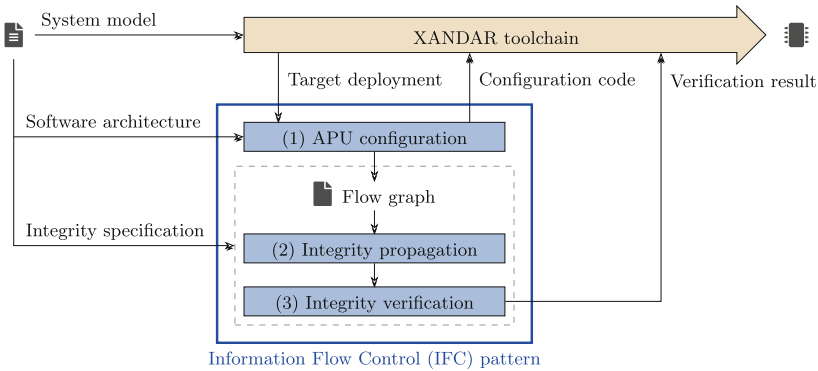 System model
XANDAR toolchain
Target deployment
Configuration code
Verification result
Software architecture
(1) APU configuration
Flow graph
Integrity specification
(2) Integrity propagation
(3) Integrity verification
Information Flow Control (IFC) pattern